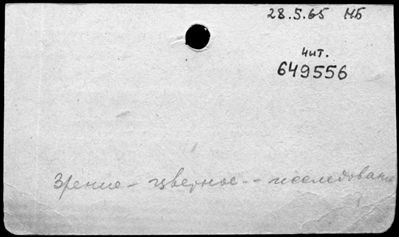 28.5.65 НБ
чит.
649556
Зрение - цветное -- исследование